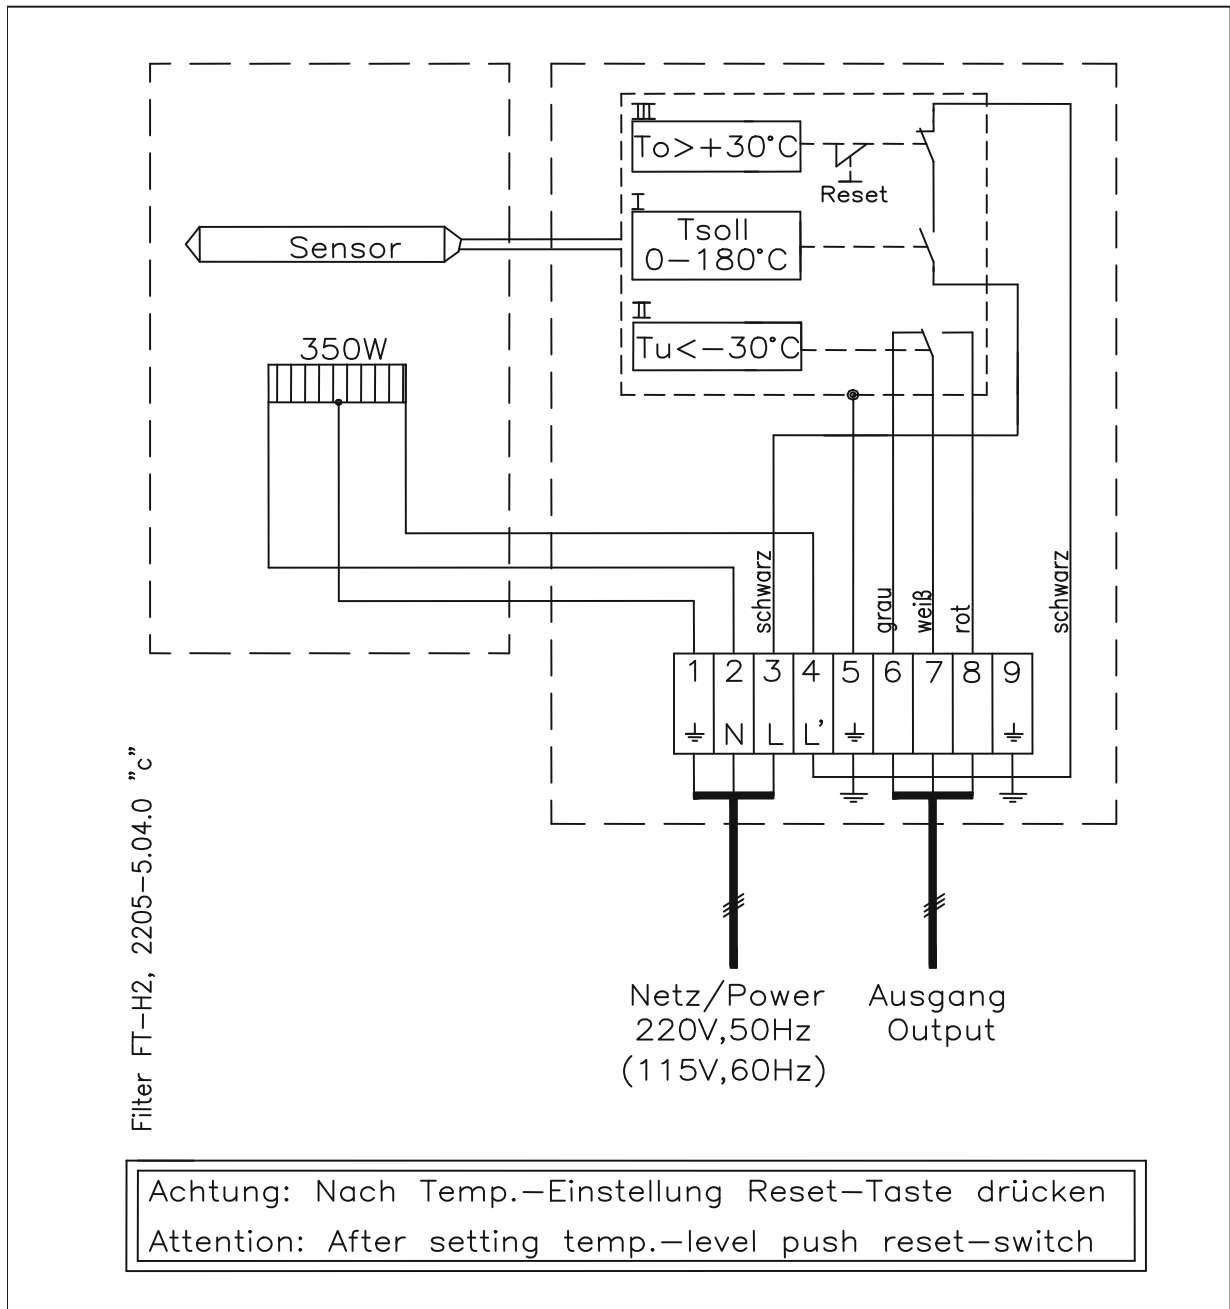 III
To>+30°C
Reset
I
Tsoll
0-180°C
Sensor
II
Tu<-30°C
350W
schwarz
grau
weiß
rot
schwarz
1 2 3 4 5 6 7 8 9
N L L'
Filter FT-H2, 2205-5.04.0 "c"
Netz/Power
220V,50Hz
(115V,60Hz)
Ausgang
Output
Achtung: Nach Temp.-Einstellung Reset-Taste drücken
Attention: After setting temp.-level push reset-switch